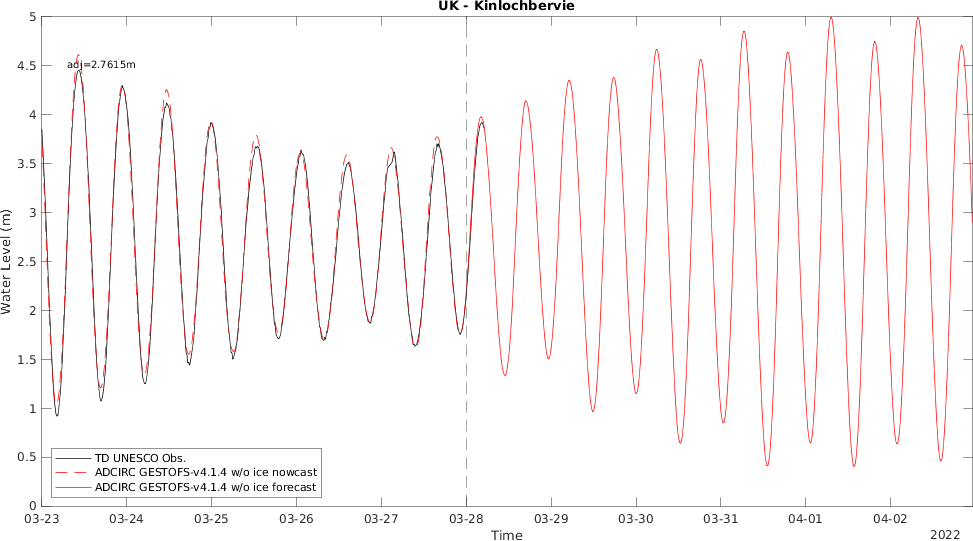 UK - Kinlochbervie
adj=2.7615m
Water Level (m)
5
4.5
4
3.5
3
2.5
2
1.5
1
0.5
0
TD UNESCO Obs.
ADCIRC GESTOFS-v4.1.4 w/o ice nowcast
ADCIRC GESTOFS-v4.1.4 w/o ice forecast
03-23 03-24 03-25 03-26 03-27 03-28 03-29 03-30 03-31 04-01 04-02
Time
2022